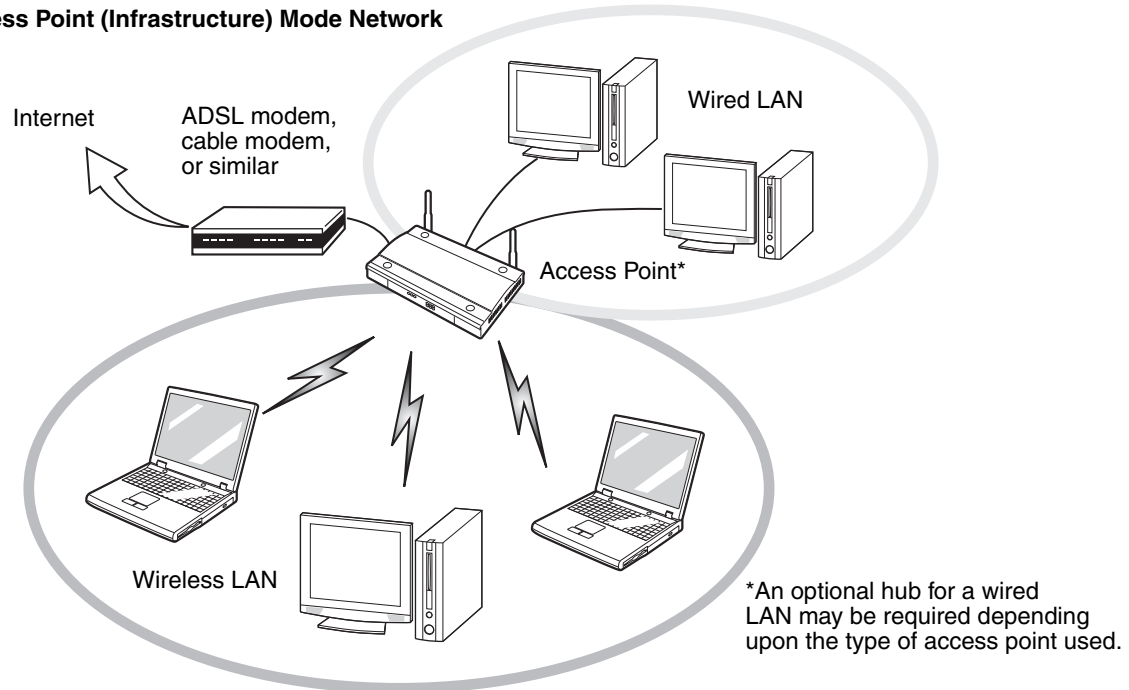 ess Point (Infrastructure) Mode Network
Internet
ADSL modem,
cable modem,
or similar
Wired LAN
Access Point*
Wireless LAN
*An optional hub for a wired
LAN may be required depending
upon the type of access point used.